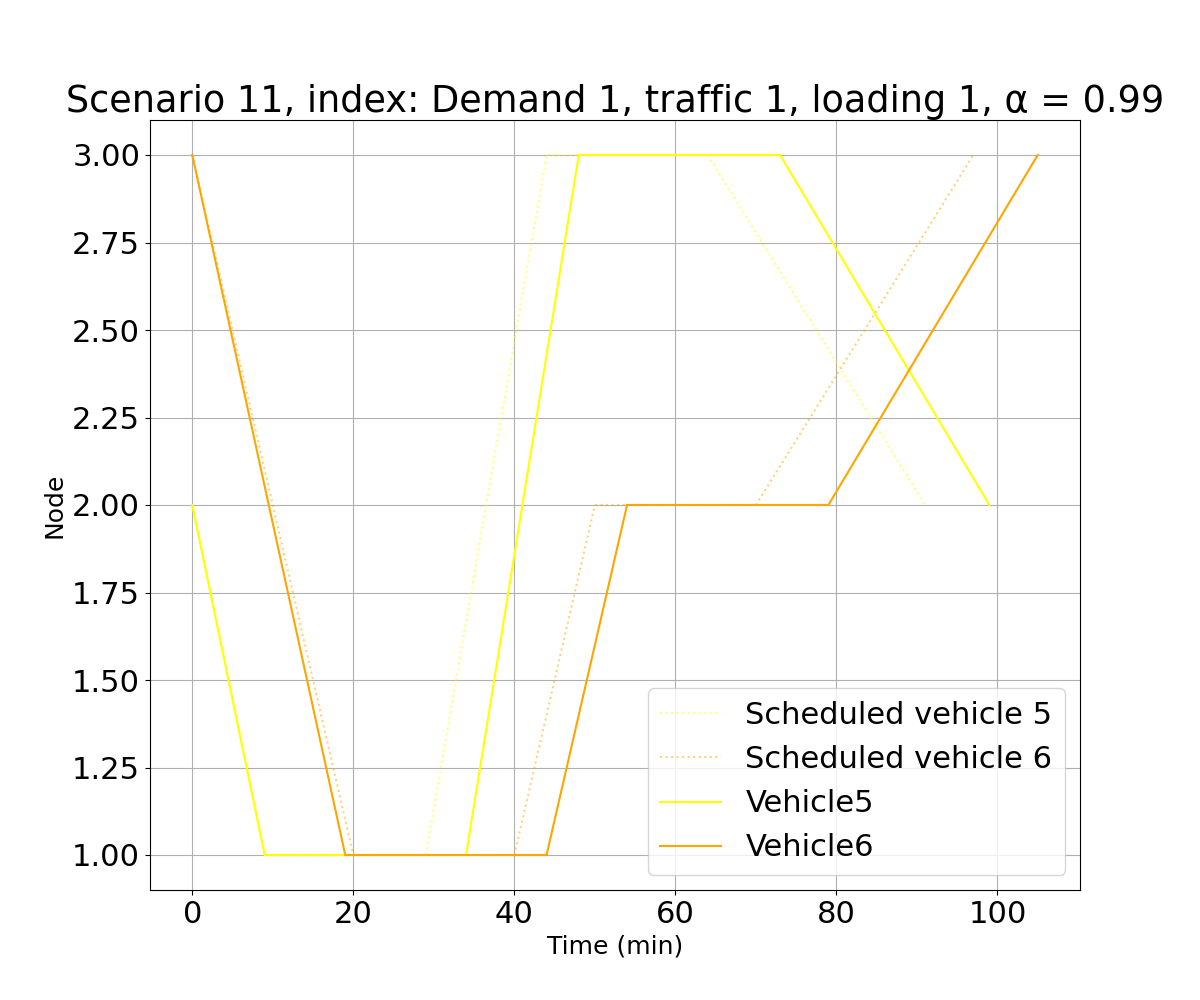 Scenario 11, index: Demand 1, traffic 1, loading 1, α = 0.99
3.00
2.75
2.50
2.25
2.00
1.75
1.50
1.25
1.00
Node
Scheduled vehicle 5
Scheduled vehicle 6
Vehicle5
Vehicle6
0 20 40 60 80 100
Time (min)